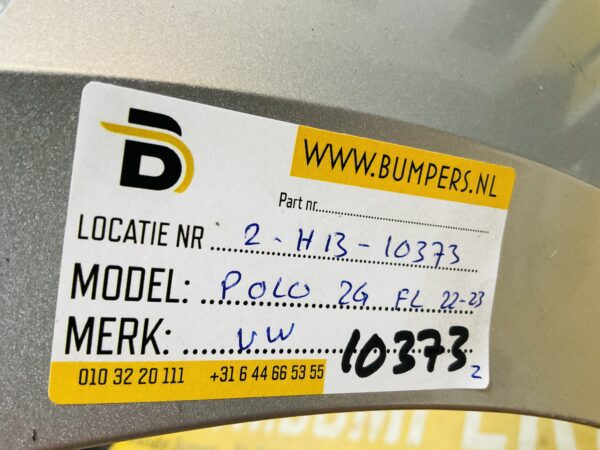 B
WWW.BUMPERS.NL
Part nr.
LOCATIE NR 2-H13-10373
MODEL: POLO 2G FL 22-23
MERK: VW
10373 2
010 32 20 111 +31 6 44 66 53 55